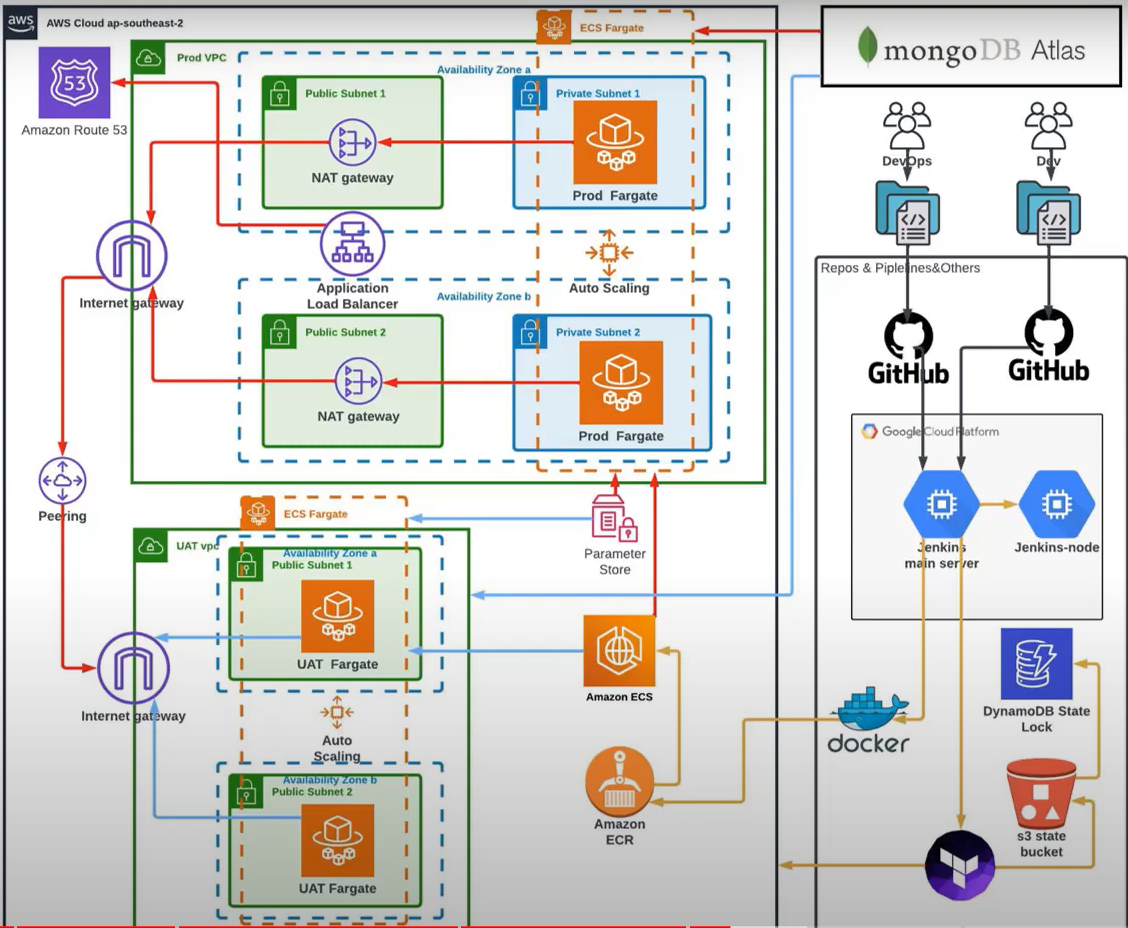 aws
AWS Cloud ap-southeast-2
ECS Fargate
mongoDB Atlas
53
Amazon Route 53
Prod VPC
Availability Zone a
Public Subnet 1
NAT gateway
Private Subnet 1
Prod Fargate
Application
Load Balancer
Auto Scaling
Internet gateway
Availability Zone b
Public Subnet 2
NAT gateway
Private Subnet 2
Prod Fargate
Peering
ECS Fargate
UAT vpc
Availability Zone a
Public Subnet 1
UAT Fargate
Internet gateway
Auto
Scaling
Availability Zone b
Public Subnet 2
UAT Fargate
Parameter
Store
Amazon ECS
Amazon
ECR
DevOps
Dev
Repos & Piplelines&Others
GitHub
GitHub
Google Cloud Platform
Jenkins
main server
Jenkins-node
docker
DynamoDB State
Lock
s3 state
bucket